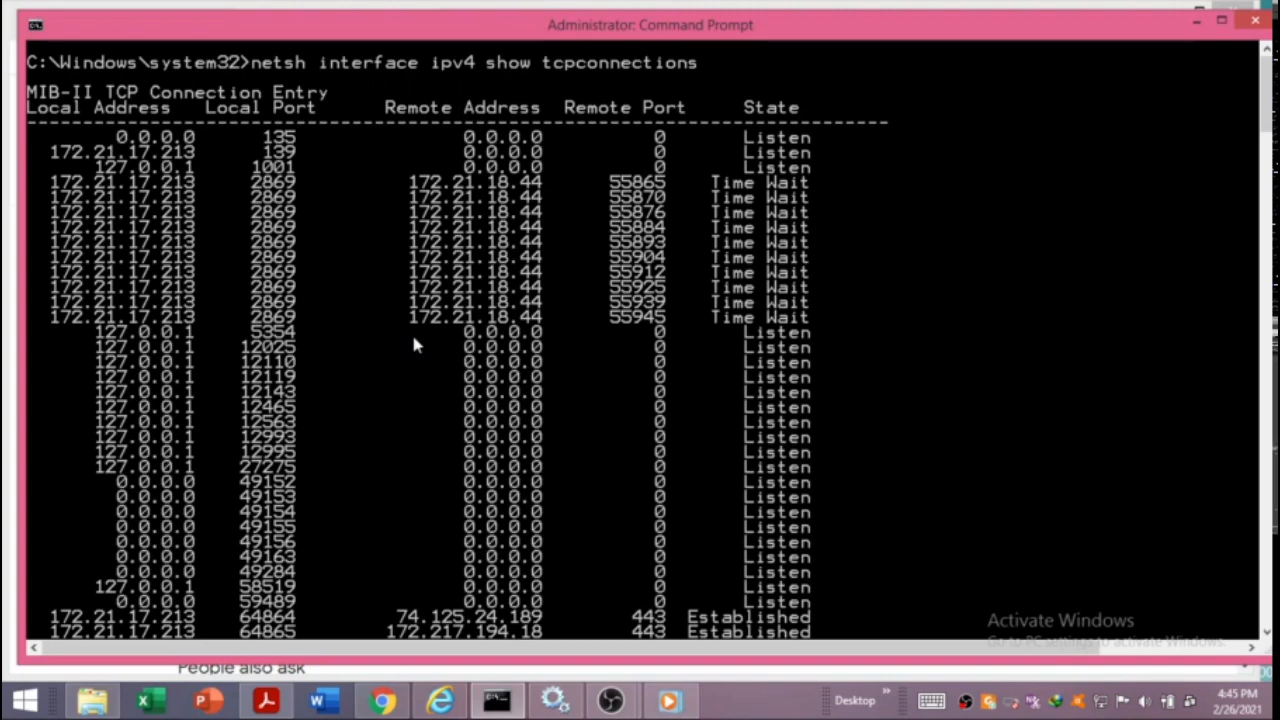 Administrator: Command Prompt
C:\Windows\system32>netsh interface ipv4 show tcpconnections
MIB-II TCP Connection Entry
Local Address Local Port Remote Address Remote Port State
--------------------------------------------------------------------------------
0.0.0.0 135 0.0.0.0 0 Listen
172.21.17.213 139 0.0.0.0 0 Listen
127.0.0.1 1001 0.0.0.0 0 Listen
172.21.17.213 2869 172.21.18.44 55865 Time Wait
172.21.17.213 2869 172.21.18.44 55870 Time Wait
172.21.17.213 2869 172.21.18.44 55876 Time Wait
172.21.17.213 2869 172.21.18.44 55884 Time Wait
172.21.17.213 2869 172.21.18.44 55893 Time Wait
172.21.17.213 2869 172.21.18.44 55904 Time Wait
172.21.17.213 2869 172.21.18.44 55912 Time Wait
172.21.17.213 2869 172.21.18.44 55925 Time Wait
172.21.17.213 2869 172.21.18.44 55939 Time Wait
172.21.17.213 2869 172.21.18.44 55945 Time Wait
127.0.0.1 5354 0.0.0.0 0 Listen
127.0.0.1 12025 0.0.0.0 0 Listen
127.0.0.1 12110 0.0.0.0 0 Listen
127.0.0.1 12119 0.0.0.0 0 Listen
127.0.0.1 12143 0.0.0.0 0 Listen
127.0.0.1 12465 0.0.0.0 0 Listen
127.0.0.1 12563 0.0.0.0 0 Listen
127.0.0.1 12993 0.0.0.0 0 Listen
127.0.0.1 12995 0.0.0.0 0 Listen
127.0.0.1 27275 0.0.0.0 0 Listen
0.0.0.0 49152 0.0.0.0 0 Listen
0.0.0.0 49153 0.0.0.0 0 Listen
0.0.0.0 49154 0.0.0.0 0 Listen
0.0.0.0 49155 0.0.0.0 0 Listen
0.0.0.0 49156 0.0.0.0 0 Listen
0.0.0.0 49163 0.0.0.0 0 Listen
0.0.0.0 49284 0.0.0.0 0 Listen
127.0.0.1 58519 0.0.0.0 0 Listen
0.0.0.0 59489 0.0.0.0 0 Listen
172.21.17.213 64864 74.125.24.189 443 Established
172.21.17.213 64865 172.217.194.18 443 Established
Activate Windows
Go to PC settings to activate Windows.
People also ask
Desktop
4:45 PM
2/26/2021